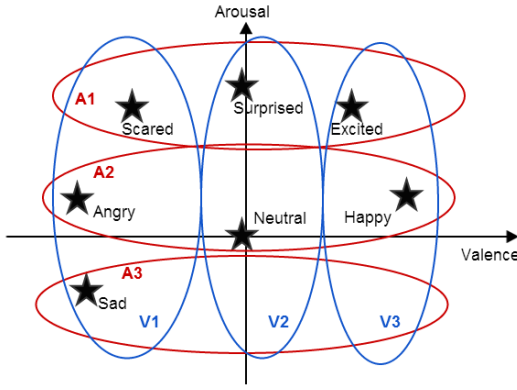 Arousal
A1
Scared
Surprised
Excited
A2
Angry
Neutral
Happy
Valence
A3
Sad
V1
V2
V3